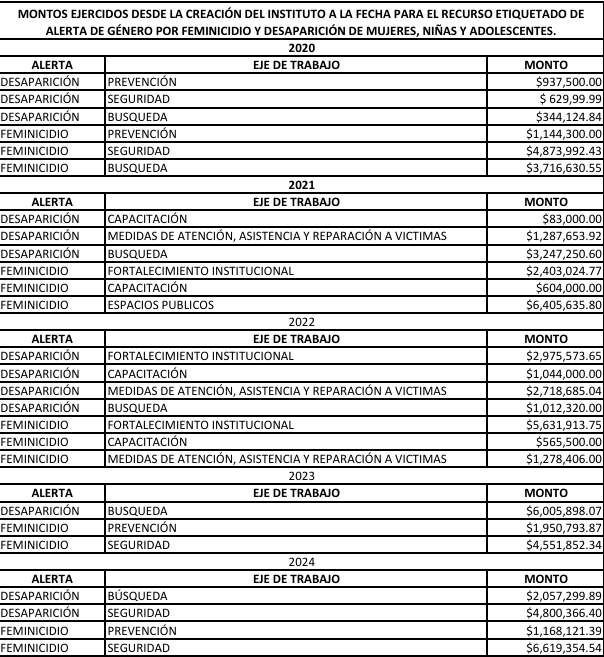 MONTOS EJERCIDOS DESDE LA CREACIÓN DEL INSTITUTO A LA FECHA PARA EL RECURSO ETIQUETADO DE
ALERTA DE GÉNERO POR FEMINICIDIO Y DESAPARICIÓN DE MUJERES, NIÑAS Y ADOLESCENTES.
2020
ALERTA EJE DE TRABAJO MONTO
DESAPARICIÓN PREVENCIÓN $937,500.00
DESAPARICIÓN SEGURIDAD $ 629,99.99
DESAPARICIÓN BUSQUEDA $344,124.84
FEMINICIDIO PREVENCIÓN $1,144,300.00
FEMINICIDIO SEGURIDAD $4,873,992.43
FEMINICIDIO BUSQUEDA $3,716,630.55
2021
ALERTA EJE DE TRABAJO MONTO
DESAPARICIÓN CAPACITACIÓN $83,000.00
DESAPARICIÓN MEDIDAS DE ATENCIÓN, ASISTENCIA Y REPARACIÓN A VICTIMAS $1,287,653.92
DESAPARICIÓN BUSQUEDA $3,247,250.60
FEMINICIDIO FORTALECIMIENTO INSTITUCIONAL $2,403,024.77
FEMINICIDIO CAPACITACIÓN $604,000.00
FEMINICIDIO ESPACIOS PUBLICOS $6,405,635.80
2022
ALERTA EJE DE TRABAJO MONTO
DESAPARICIÓN FORTALECIMIENTO INSTITUCIONAL $2,975,573.65
DESAPARICIÓN CAPACITACIÓN $1,044,000.00
DESAPARICIÓN MEDIDAS DE ATENCIÓN, ASISTENCIA Y REPARACIÓN A VICTIMAS $2,718,685.04
DESAPARICIÓN BUSQUEDA $1,012,320.00
FEMINICIDIO FORTALECIMIENTO INSTITUCIONAL $5,631,913.75
FEMINICIDIO CAPACITACIÓN $565,500.00
FEMINICIDIO MEDIDAS DE ATENCIÓN, ASISTENCIA Y REPARACIÓN A VICTIMAS $1,278,406.00
2023
ALERTA EJE DE TRABAJO MONTO
DESAPARICIÓN BUSQUEDA $6,005,898.07
FEMINICIDIO PREVENCIÓN $1,950,793.87
FEMINICIDIO SEGURIDAD $4,551,852.34
2024
ALERTA EJE DE TRABAJO MONTO
DESAPARICIÓN BÚSQUEDA $2,057,299.89
DESAPARICIÓN SEGURIDAD $4,800,366.40
FEMINICIDIO PREVENCIÓN $1,168,121.39
FEMINICIDIO SEGURIDAD $6,619,354.54